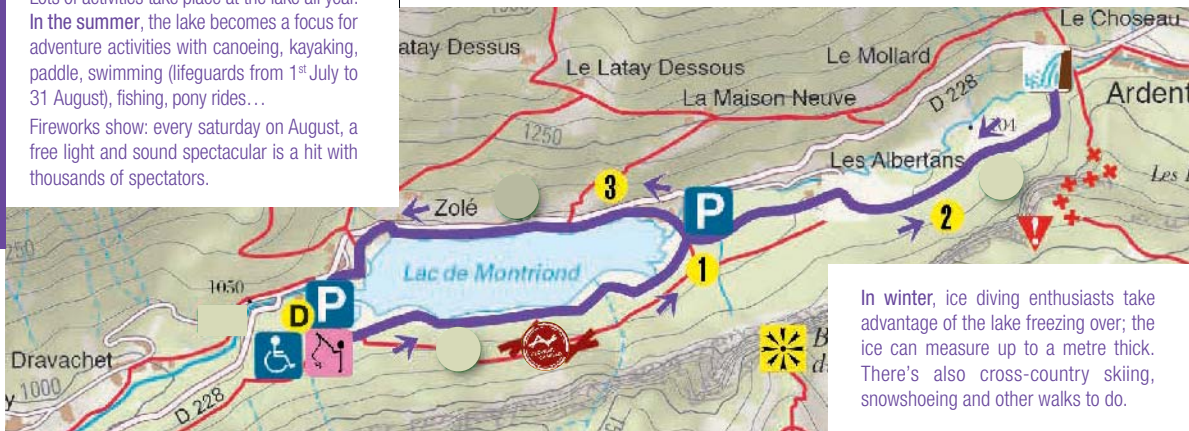 Lots of activities take place at the lake all year.
In the summer, the lake becomes a focus for
adventure activities with canoeing, kayaking,
paddle, swimming (lifeguards from 1st July to
31 August), fishing, pony rides…
Fireworks show: every saturday on August, a
free light and sound spectacular is a hit with
thousands of spectators.
Le Choseau
atay Dessus
Le Mollard
Le Latay Dessous
D 228
Ardent
La Maison Neuve
1250
Les Albertans
Les
3
P
Zolé
2
250
Lac de Montriond
1
1050
P
D
Dravachet
1000
D 228
In winter, ice diving enthusiasts take
advantage of the lake freezing over; the
ice can measure up to a metre thick.
There's also cross-country skiing,
snowshoeing and other walks to do.